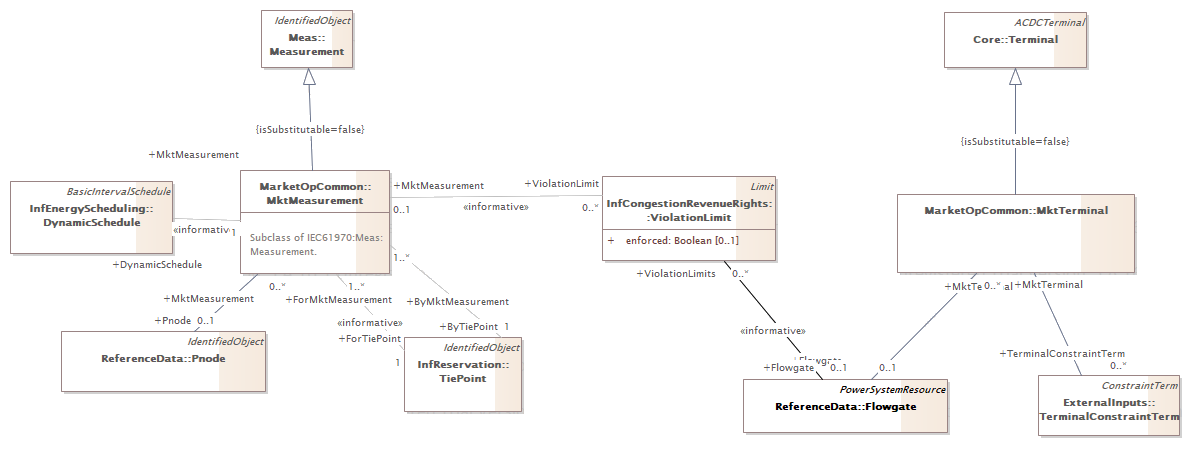 IdentifiedObject
Meas::
Measurement
ACDCTerminal
Core::Terminal
{isSubstitutable=false}
{isSubstitutable=false}
+MktMeasurement
BasicIntervalSchedule
InfEnergyScheduling::
DynamicSchedule
«informative
1
+DynamicSchedule
MarketOpCommon::
MktMeasurement
Subclass of IEC61970:Meas:
Measurement.
+MktMeasurement
0..1
«informative»
+ViolationLimit
0..*
Limit
InfCongestionRevenueRights:
:ViolationLimit
+ enforced: Boolean [0..1]
MarketOpCommon::MktTerminal
0..*
+MktMeasurement
+Pnode 0..1
1..*
+ForMktMeasurement
«informative»
+ForTiePoint
1
1..*
+ByMktMeasurement
+ByTiePoint 1
+ViolationLimits 0..*
«informative»
+Flowgate 0..1
0..1
0..*
+MktTerminal
+TerminalConstraintTerm
0..*
IdentifiedObject
ReferenceData::Pnode
IdentifiedObject
InfReservation::
TiePoint
PowerSystemResource
ReferenceData::Flowgate
ConstraintTerm
ExternalInputs::
TerminalConstraintTerm